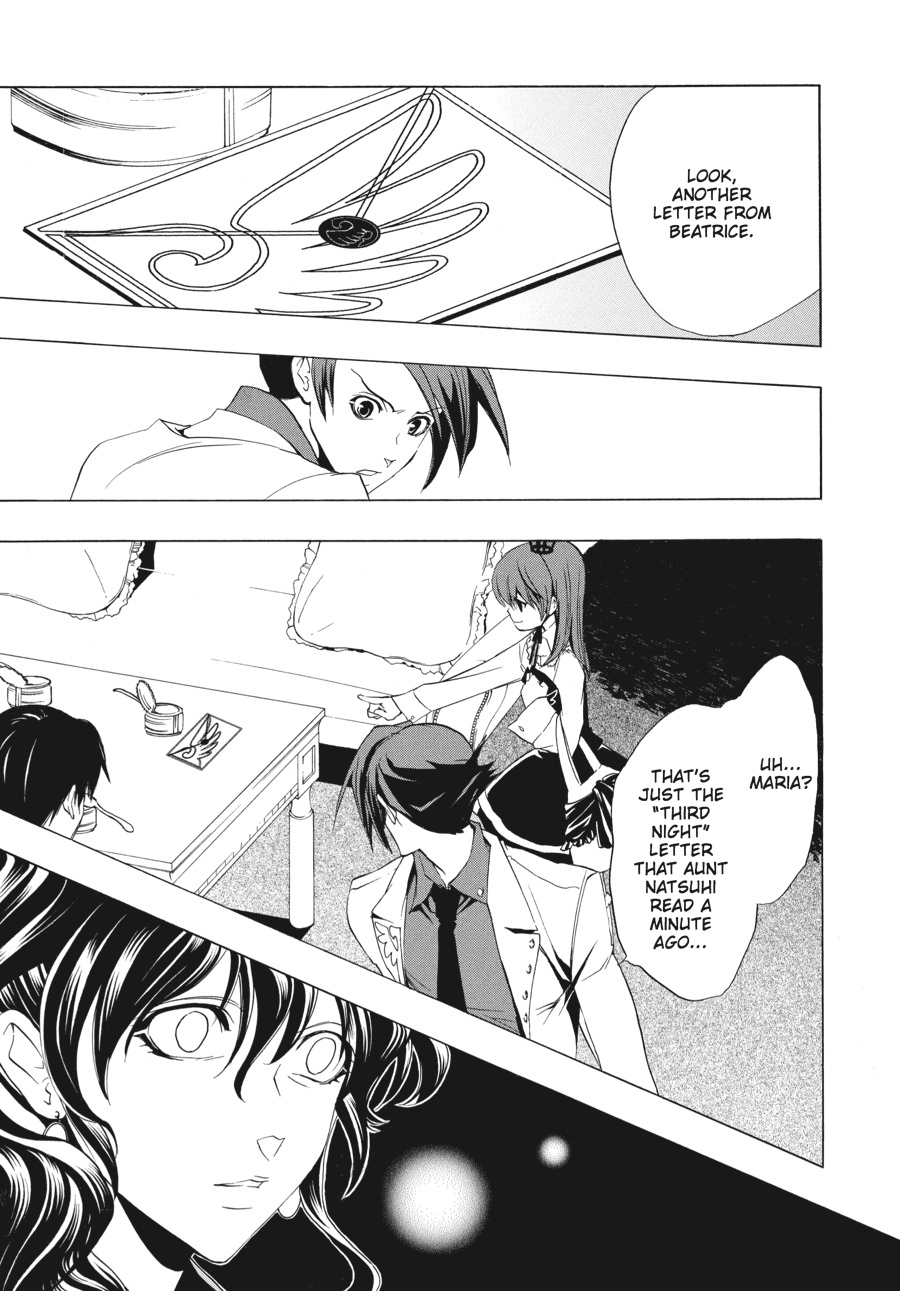 LOOK,
ANOTHER
LETTER FROM
BEATRICE.
UH...
MARIA?
THAT'S
JUST THE
"THIRD
NIGHT"
LETTER
THAT AUNT
NATSUHI
READ A
MINUTE
AGO...